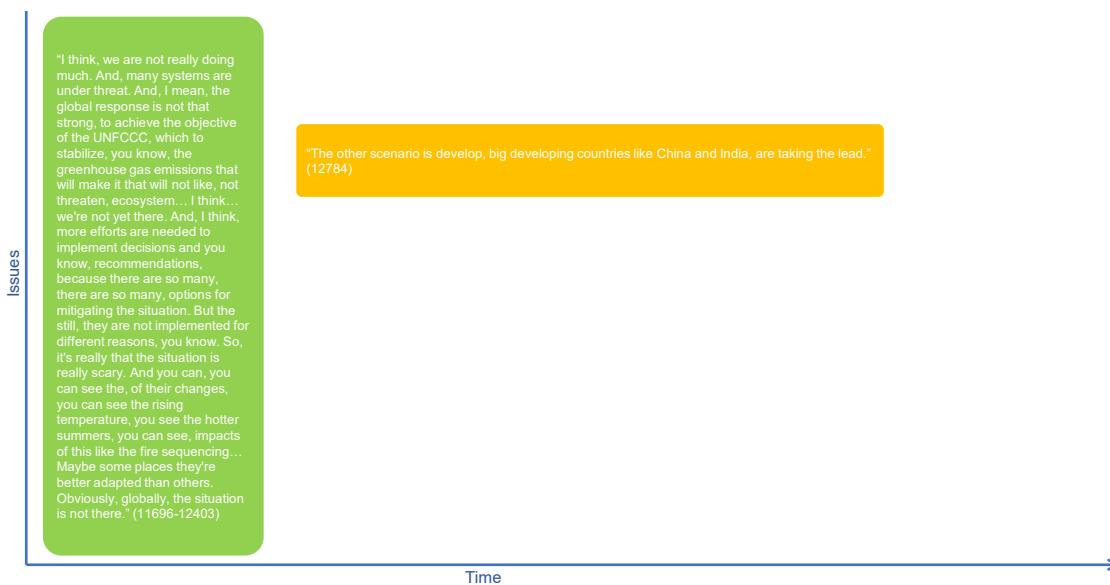 “I think, we are not really doing
much. And, many systems are
under threat. And, I mean, the
global response is not that
strong, to achieve the objective
of the UNFCCC, which to
stabilize, you know, the
greenhouse gas emissions that
will make it that will not like, not
threaten, ecosystem… I think…
we're not yet there. And, I think,
more efforts are needed to
implement decisions and you
know, recommendations,
because there are so many,
there are so many, options for
mitigating the situation. But the
still, they are not implemented for
different reasons, you know. So,
it's really that the situation is
really scary. And you can, you
can see the, of their changes,
you can see the rising
temperature, you see the hotter
summers, you can see, impacts
of this like the fire sequencing…
Maybe some places they're
better adapted than others.
Obviously, globally, the situation
is not there.” (11696-12403)
“The other scenario is develop, big developing countries like China and India, are taking the lead.”
(12784)
Issues
Time